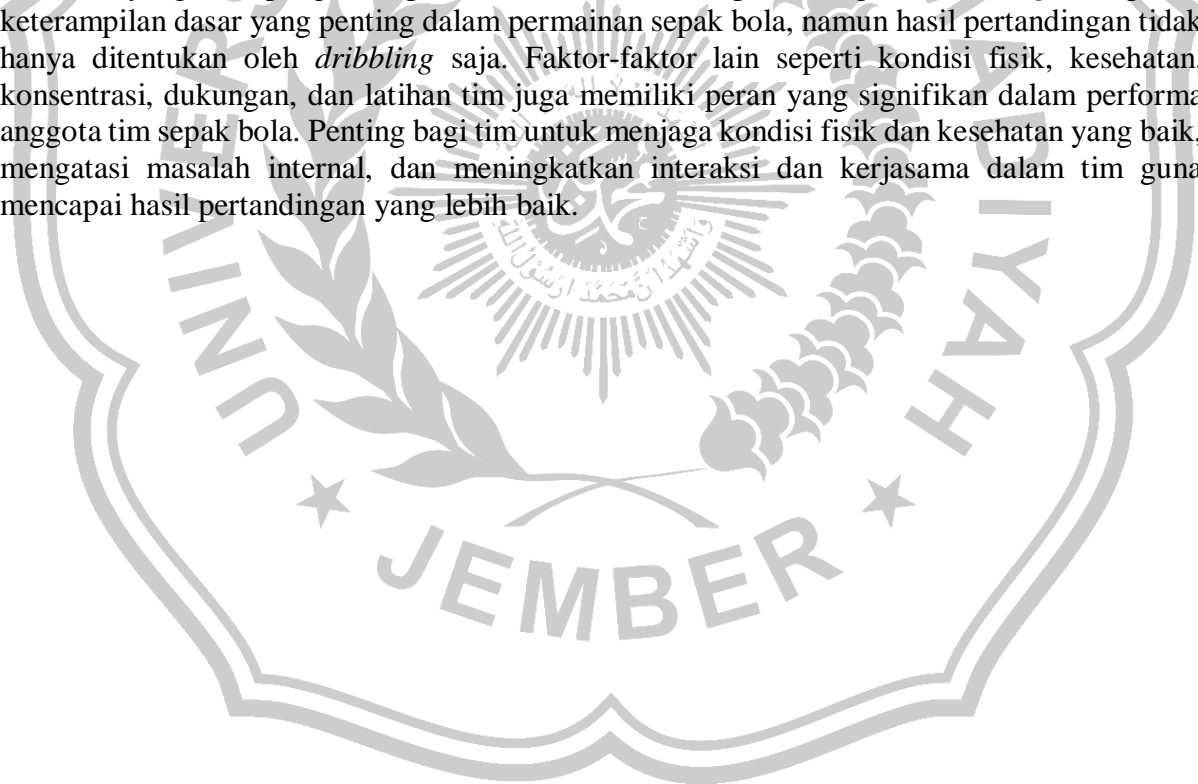 keterampilan dasar yang penting dalam permainan sepak bola, namun hasil pertandingan tidak
hanya ditentukan oleh dribbling saja. Faktor-faktor lain seperti kondisi fisik, kesehatan,
konsentrasi, dukungan, dan latihan tim juga memiliki peran yang signifikan dalam performa
anggota tim sepak bola. Penting bagi tim untuk menjaga kondisi fisik dan kesehatan yang baik,
mengatasi masalah internal, dan meningkatkan interaksi dan kerjasama dalam tim guna
mencapai hasil pertandingan yang lebih baik.
JEMBER